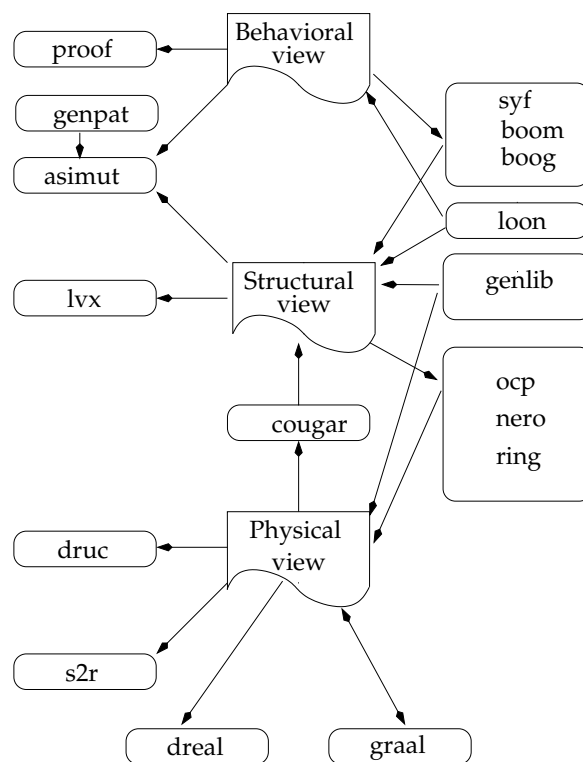 Behavioral
view
proof
genpat
asimut
syf
boom
boog
loon
Structural
view
lvx
genlib
ocp
nero
ring
cougar
Physical
view
druc
s2r
dreal
graal